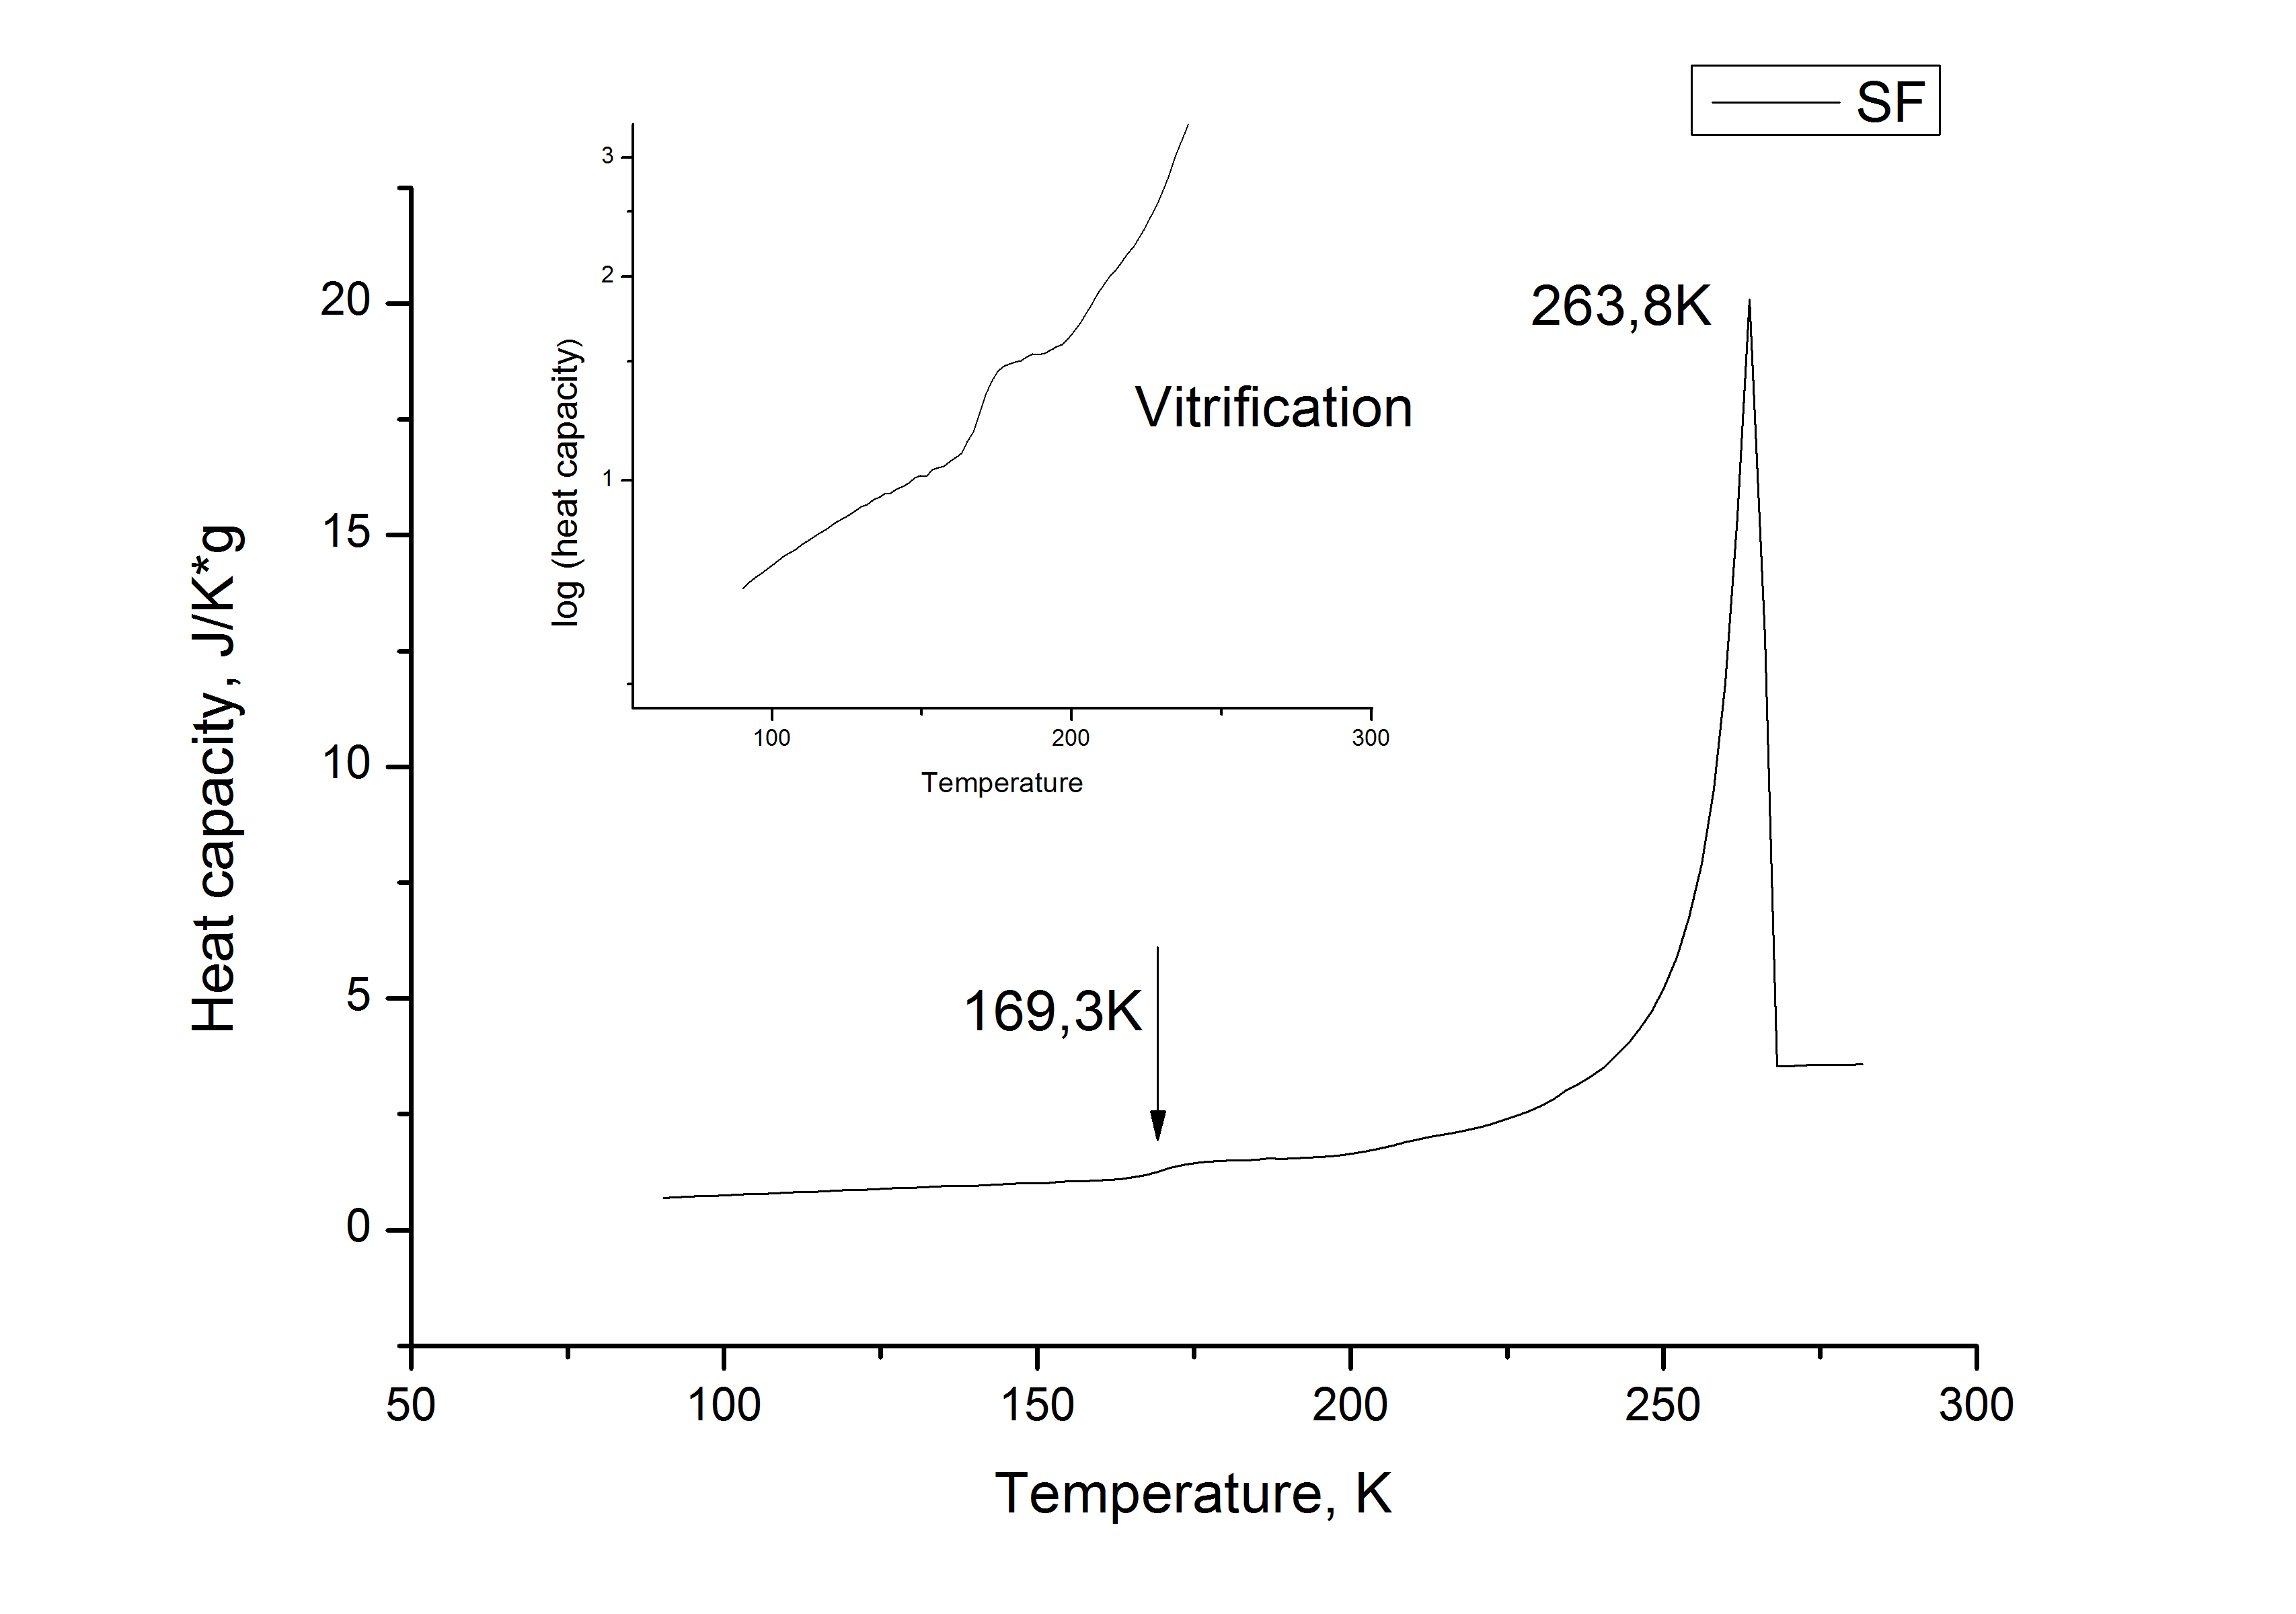 SF
3
2
1
log (heat capacity)
100
200
300
Temperature
Vitrification
263,8K
169,3K
20
15
10
5
0
Heat capacity, J/K*g
50
100
150
200
250
300
Temperature, K